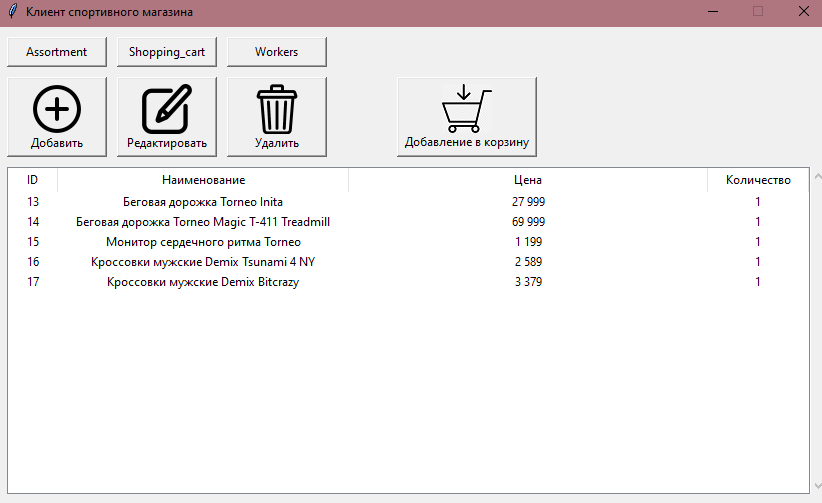 Клиент спортивного магазина
Assortment Shopping_cart Workers
Добавить Редактировать Удалить Добавление в корзину
ID Наименование Цена Количество
13 Беговая дорожка Torneo Inita 27 999 1
14 Беговая дорожка Torneo Magic T-411 Treadmill 69 999 1
15 Монитор сердечного ритма Torneo 1 199 1
16 Кроссовки мужские Demix Tsunami 4 NY 2 589 1
17 Кроссовки мужские Demix Bitcrazy 3 379 1